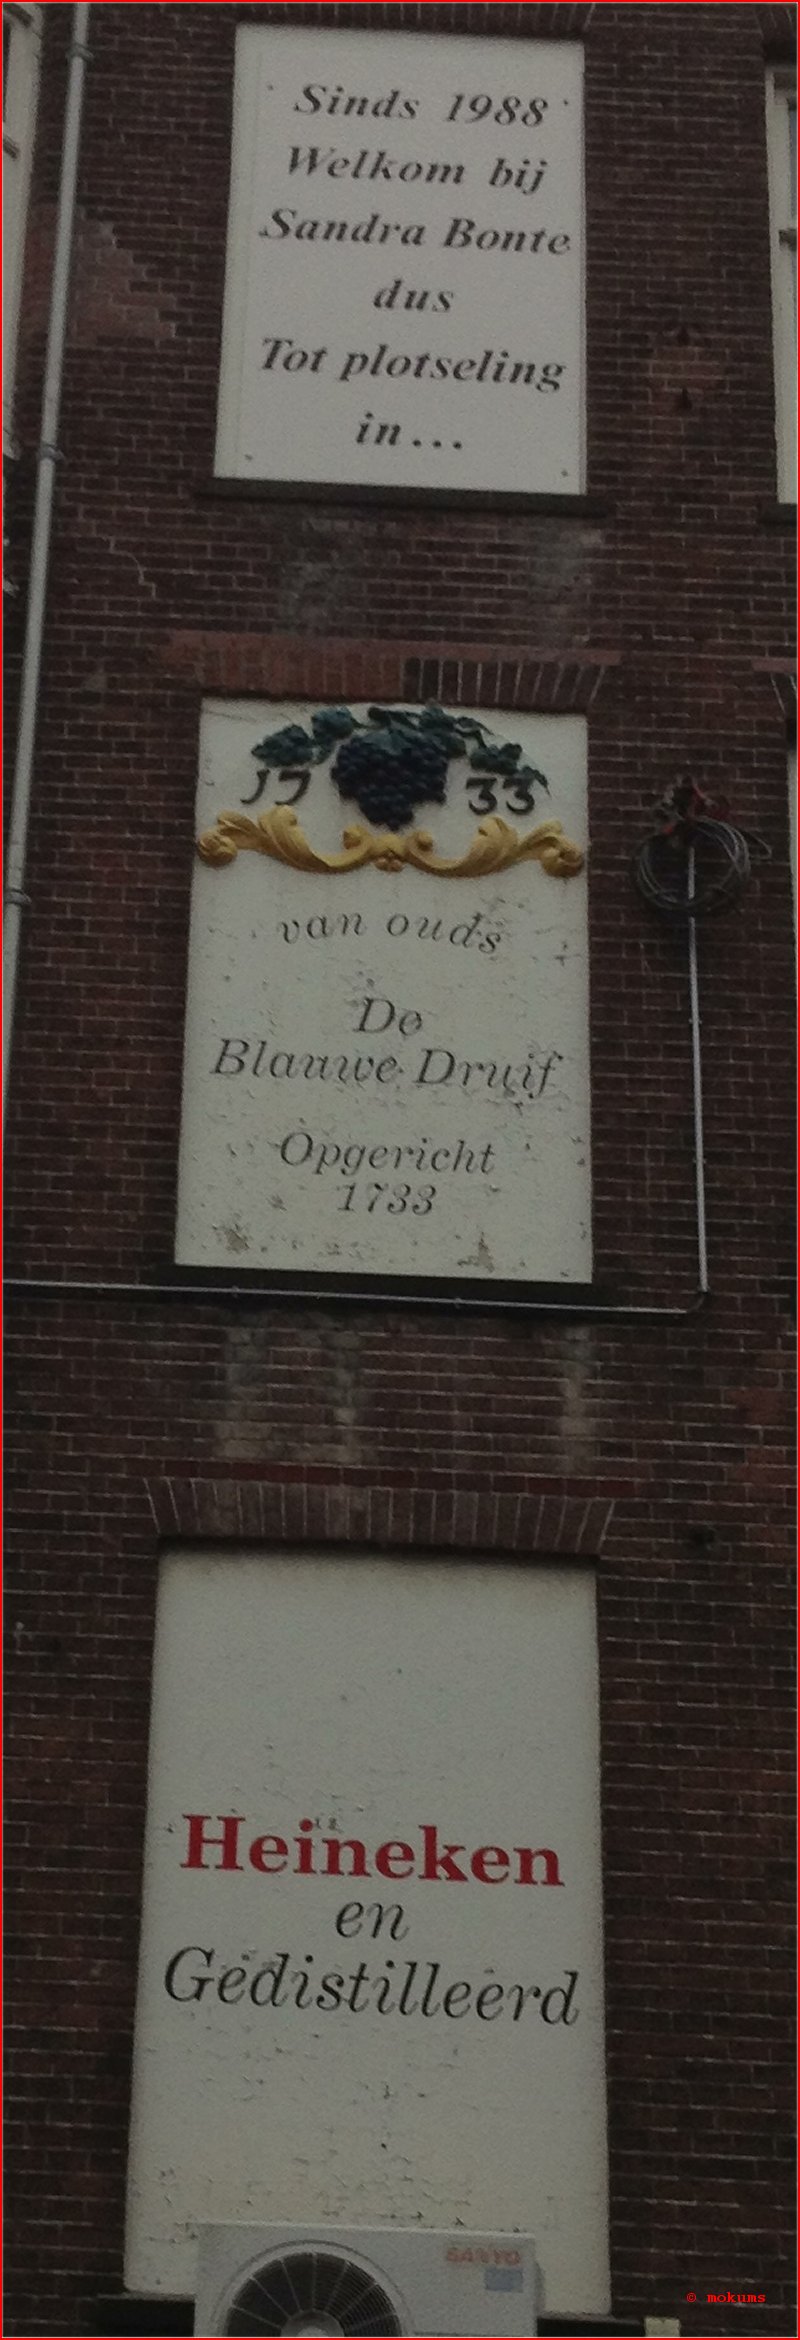 Sinds 1988
Welkom bij
Sandra Bonte
dus
Tot plotseling
in...
17 33
van ouds
De
Blauwe Druif
Opgericht
1733
Heineken
en
Gedistilleerd
SANYO
© mokums